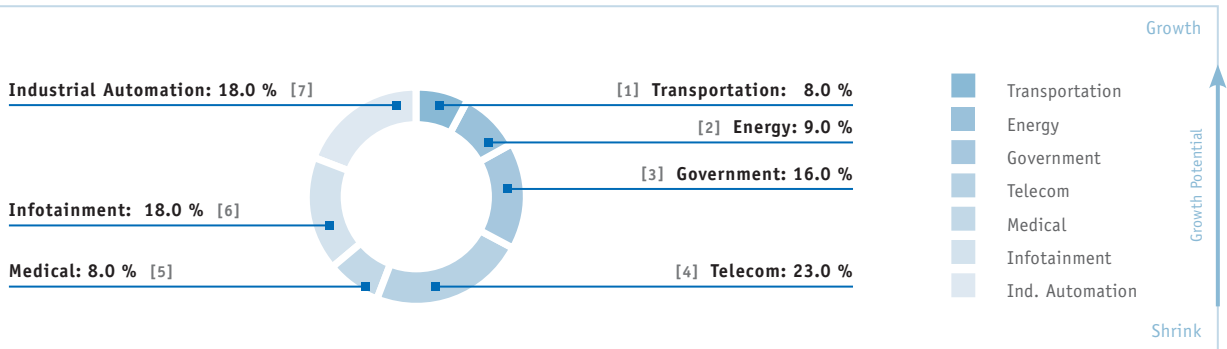 Growth
Industrial Automation: 18.0 % [7]
[1] Transportation: 8.0 %
[2] Energy: 9.0 %
[3] Government: 16.0 %
Infotainment: 18.0 % [6]
Medical: 8.0 % [5]
[4] Telecom: 23.0 %
Transportation
Energy
Government
Telecom
Medical
Infotainment
Ind. Automation
Growth Potential
Shrink